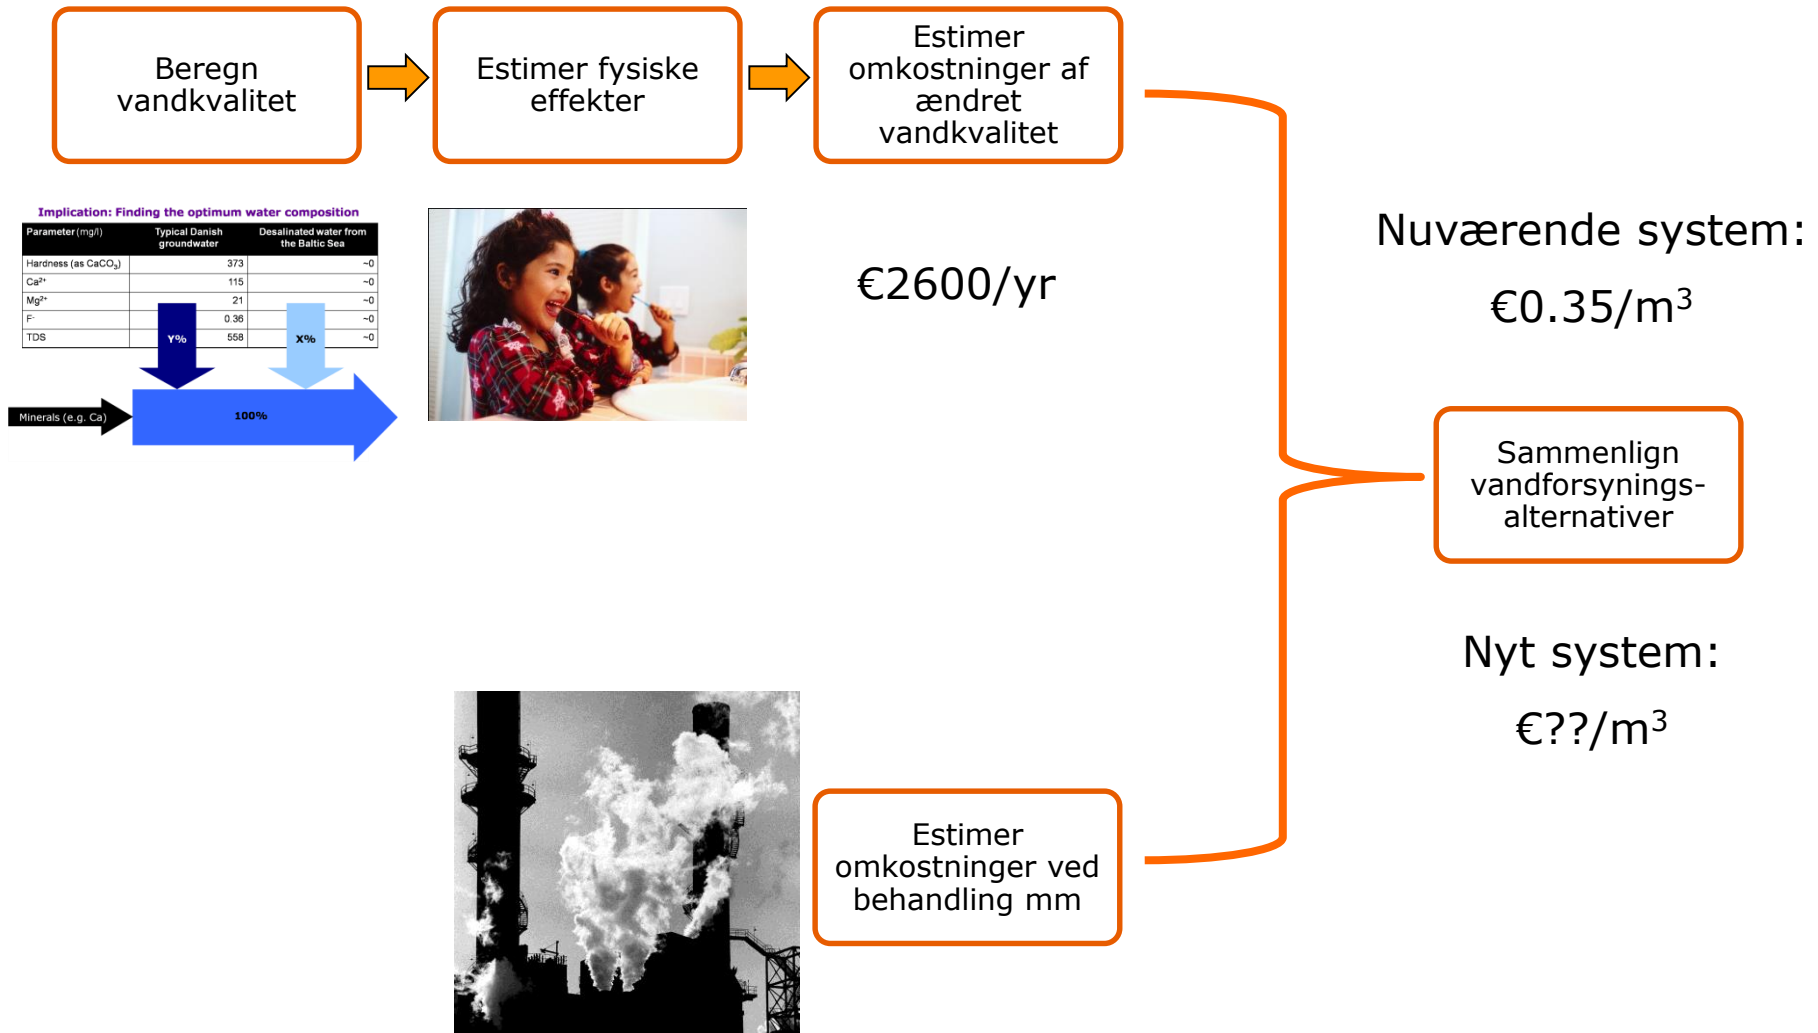 Beregn
vandkvalitet
Estimer fysiske
effekter
Estimer
omkostninger af
ændret
vandkvalitet
Implication: Finding the optimum water composition
Parameter (mg/l) Typical Danish groundwater Desalinated water from the Baltic Sea
Hardness (as CaCO₃) 373 ~0
Ca²⁺ 115 ~0
Mg²⁺ 21 ~0
F⁻ 0.36 ~0
TDS 558 ~0
Y%
X%
Minerals (e.g. Ca)
100%
€2600/yr
Nuværende system:
€0.35/m³
Sammenlign
vandforsynings-
alternativer
Nyt system:
€??/m³
Estimer
omkostninger ved
behandling mm